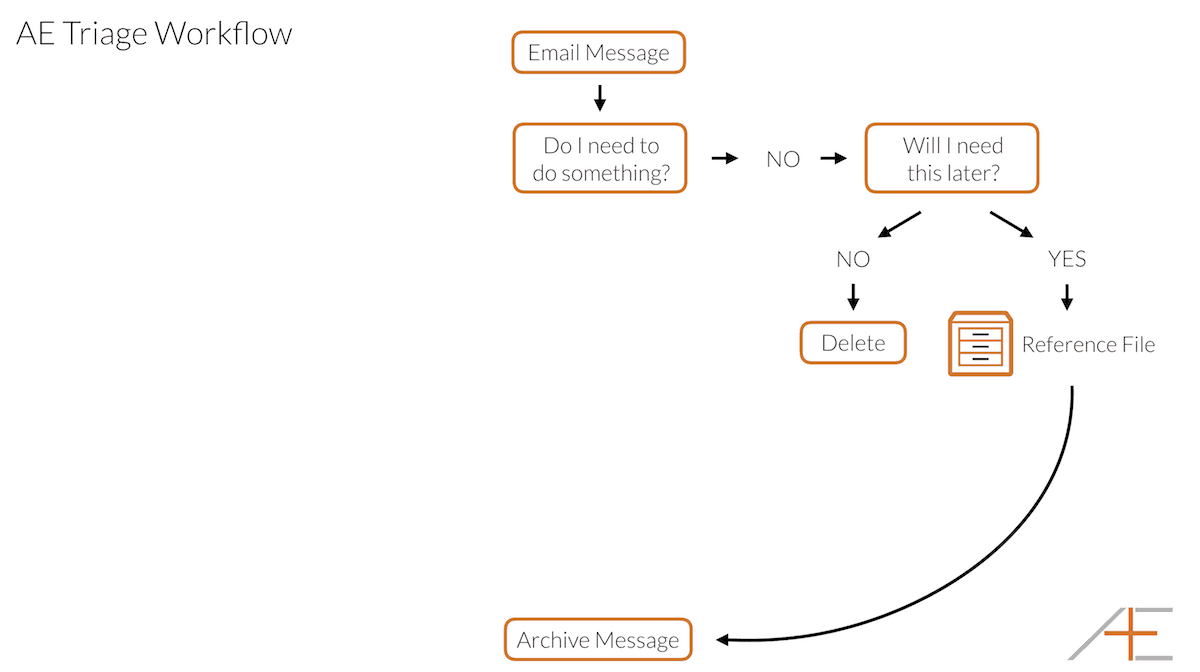 AE Triage Workflow
Email Message
Do I need to
do something?
NO
Will I need
this later?
NO
YES
Delete
Reference File
Archive Message
AE